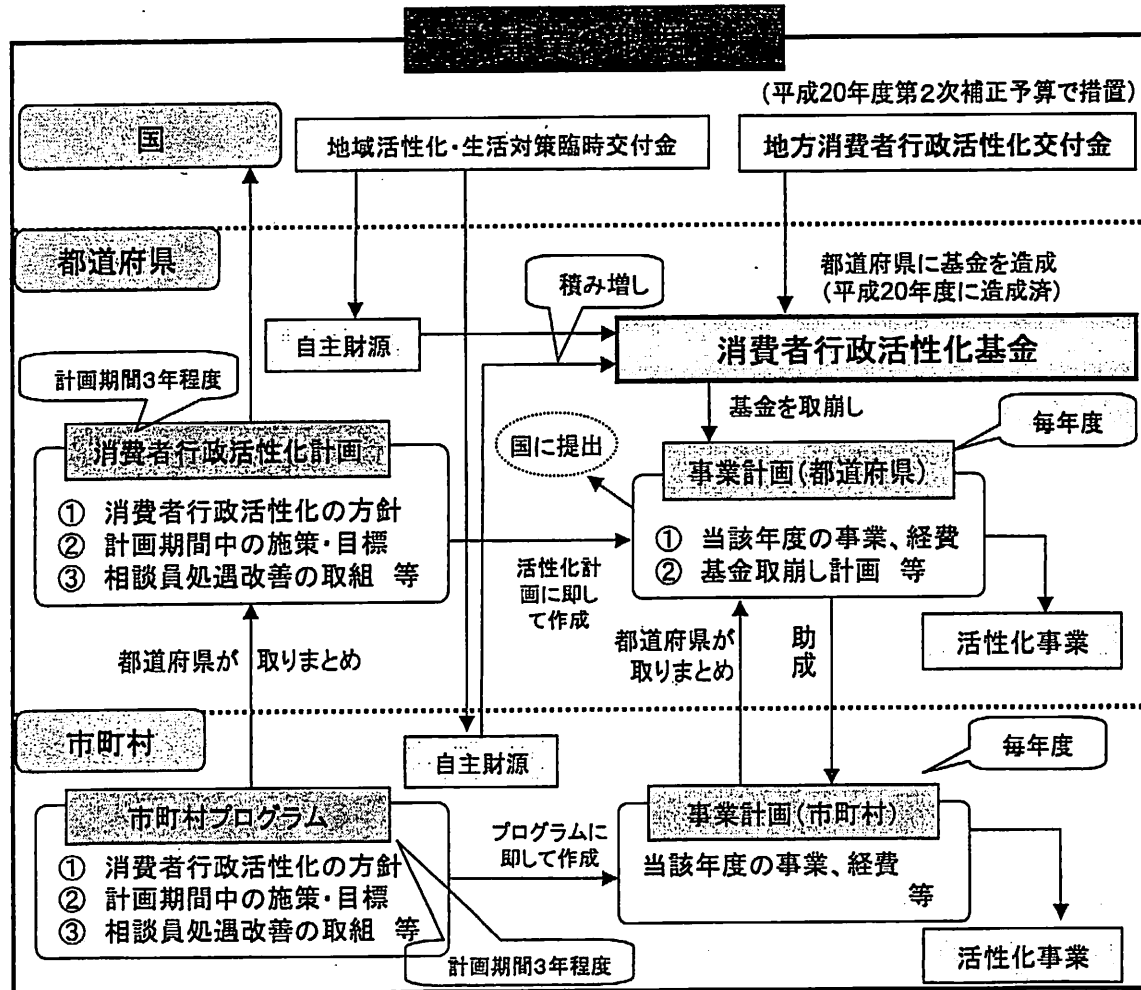 (平成20年度第2次補正予算で措置)
国
地域活性化・生活対策臨時交付金
地方消費者行政活性化交付金
都道府県
都道府県に基金を造成
(平成20年度に造成済)
積み増し
自主財源
消費者行政活性化基金
計画期間3年程度
基金を取崩し
毎年度
消費者行政活性化計画
① 消費者行政活性化の方針
② 計画期間中の施策・目標
③ 相談員処遇改善の取組 等
国に提出
事業計画(都道府県)
① 当該年度の事業、経費
② 基金取崩し計画 等
活性化計
画に即し
て作成
活性化事業
都道府県が 取りまとめ
都道府県が
取りまとめ
助成
市町村
自主財源
毎年度
市町村プログラム
① 消費者行政活性化の方針
② 計画期間中の施策・目標
③ 相談員処遇改善の取組 等
計画期間3年程度
プログラムに
即して作成
事業計画(市町村)
当該年度の事業、経費
等
活性化事業